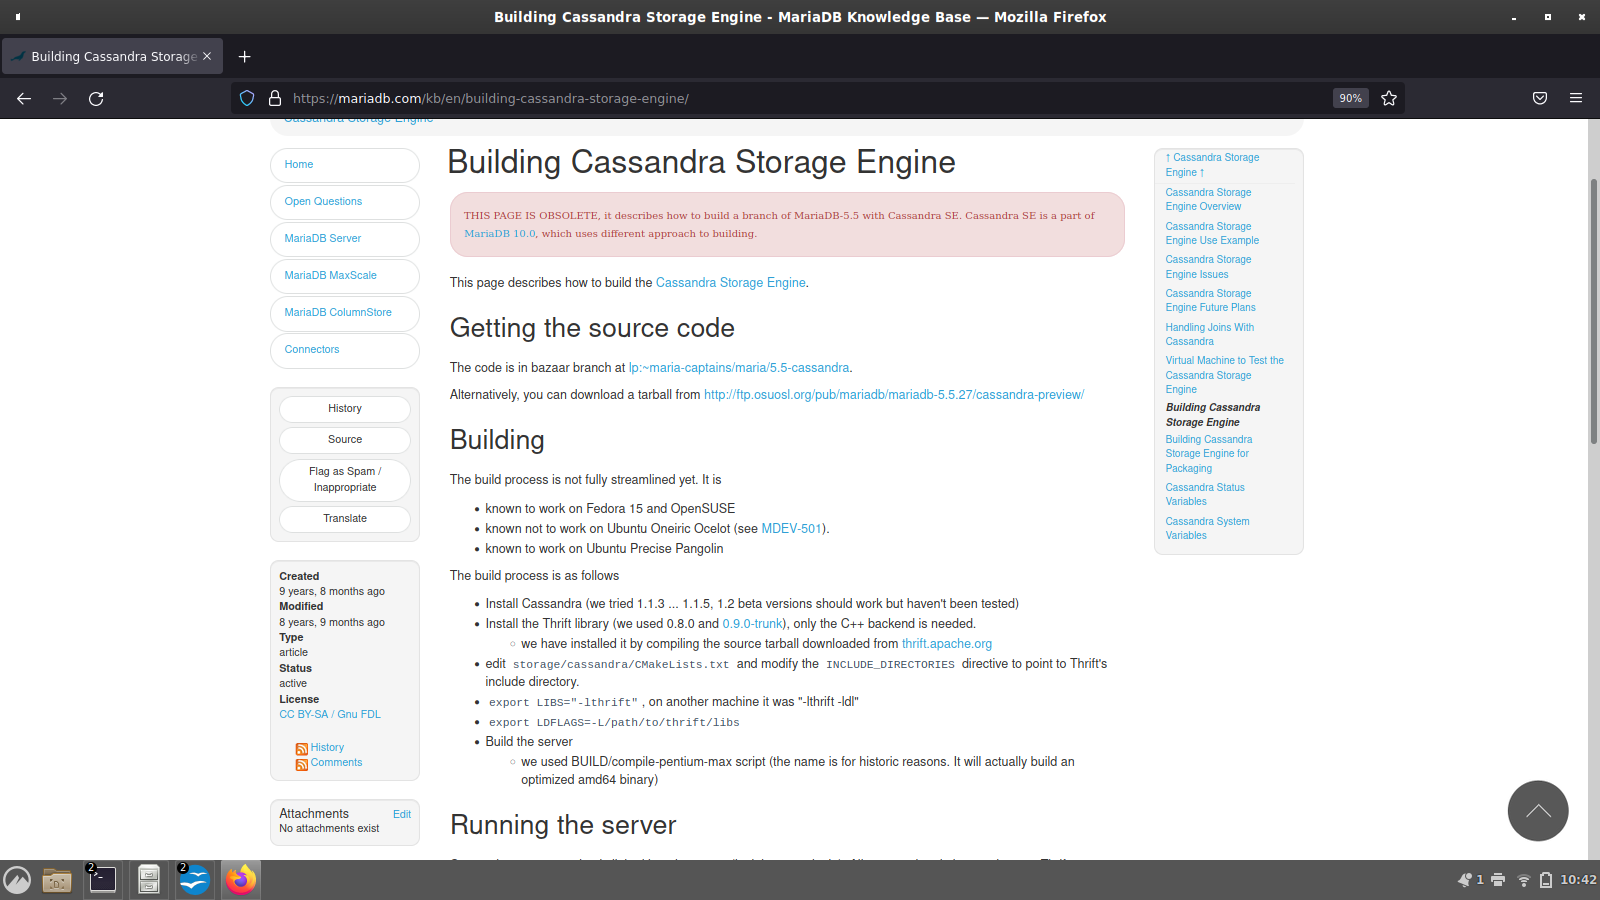 Building Cassandra Storage Engine - MariaDB Knowledge Base — Mozilla Firefox
Building Cassandra Storage
https://mariadb.com/kb/en/building-cassandra-storage-engine/
90%
Cassandra Storage Engine
Home
Open Questions
MariaDB Server
MariaDB MaxScale
MariaDB ColumnStore
Connectors
History
Source
Flag as Spam /
Inappropriate
Translate
Created
9 years, 8 months ago
Modified
8 years, 9 months ago
Type
article
Status
active
License
CC BY-SA / Gnu FDL
History
Comments
Attachments Edit
No attachments exist
Building Cassandra Storage Engine
THIS PAGE IS OBSOLETE, it describes how to build a branch of MariaDB-5.5 with Cassandra SE. Cassandra SE is a part of
MariaDB 10.0, which uses different approach to building.
This page describes how to build the Cassandra Storage Engine.
Getting the source code
The code is in bazaar branch at lp:~maria-captains/maria/5.5-cassandra.
Alternatively, you can download a tarball from http://ftp.osuosl.org/pub/mariadb/mariadb-5.5.27/cassandra-preview/
Building
The build process is not fully streamlined yet. It is
• known to work on Fedora 15 and OpenSUSE
• known not to work on Ubuntu Oneiric Ocelot (see MDEV-501).
• known to work on Ubuntu Precise Pangolin
The build process is as follows
• Install Cassandra (we tried 1.1.3 ... 1.1.5, 1.2 beta versions should work but haven't been tested)
• Install the Thrift library (we used 0.8.0 and 0.9.0-trunk), only the C++ backend is needed.
◦ we have installed it by compiling the source tarball downloaded from thrift.apache.org
• edit storage/cassandra/CMakeLists.txt and modify the INCLUDE_DIRECTORIES directive to point to Thrift's
include directory.
• export LIBS="-lthrift" , on another machine it was "-lthrift -ldl"
• export LDFLAGS=-L/path/to/thrift/libs
• Build the server
◦ we used BUILD/compile-pentium-max script (the name is for historic reasons. It will actually build an
optimized amd64 binary)
Running the server
↑ Cassandra Storage
Engine ↑
Cassandra Storage
Engine Overview
Cassandra Storage
Engine Use Example
Cassandra Storage
Engine Issues
Cassandra Storage
Engine Future Plans
Handling Joins With
Cassandra
Virtual Machine to Test the
Cassandra Storage
Engine
Building Cassandra
Storage Engine
Building Cassandra
Storage Engine for
Packaging
Cassandra Status
Variables
Cassandra System
Variables
2
2
1
10:42